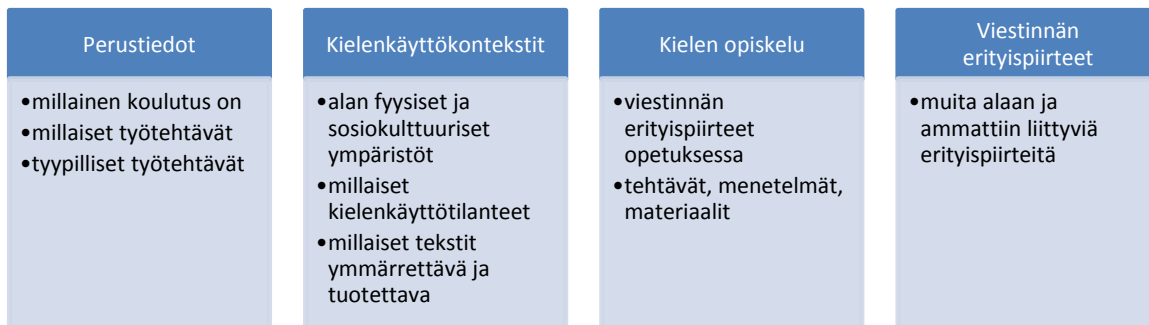 Perustiedot
•millainen koulutus on
•millaiset työtehtävät
•tyypilliset työtehtävät
Kielenkäyttökontekstit
•alan fyysiset ja
sosiokulttuuriset
ympäristöt
•millaiset
kielenkäyttötilanteet
•millaiset tekstit
ymmärrettävä ja
tuotettava
Kielen opiskelu
•viestinnän
erityispiirteet
opetuksessa
•tehtävät, menetelmät,
materiaalit
Viestinnän
erityispiirteet
•muita alaan ja
ammattiin liittyviä
erityispiirteitä